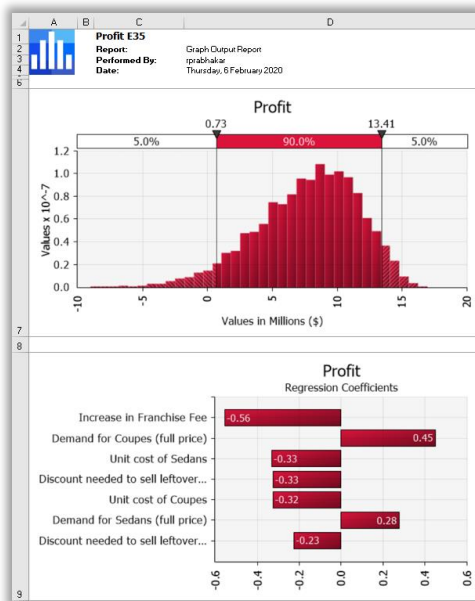 A B C D
1 Profit E35
2 Report: Graph Output Report
3 Performed By: rprabhakar
4 Date: Thursday, 6 February 2020
6
Profit
0.73 13.41
5.0% 90.0% 5.0%
1.2
1.0
0.8
0.6
0.4
0.2
0.0
Values x 10^-7
-10 -5 0 5 10 15 20
Values in Millions ($)
7
8
Profit
Regression Coefficients
Increase in Franchise Fee -0.56
Demand for Coupes (full price) 0.45
Unit cost of Sedans -0.33
Discount needed to sell leftover... -0.33
Unit cost of Coupes -0.32
Demand for Sedans (full price) 0.28
Discount needed to sell leftover... -0.23
-0.6 -0.4 -0.2 0.0 0.2 0.4 0.6
9